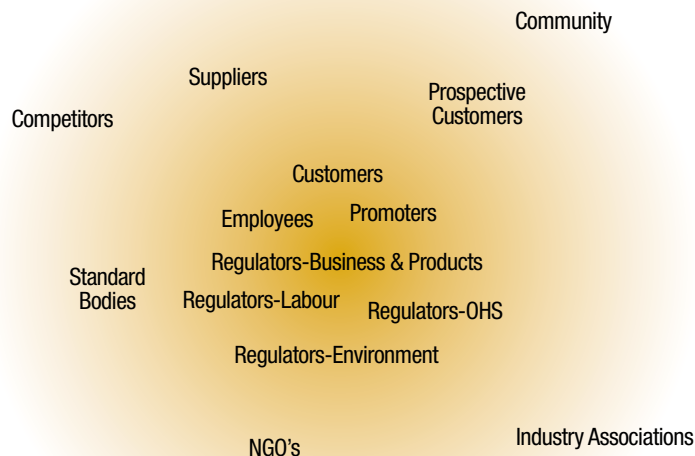 Community
Suppliers
Prospective
Customers
Competitors
Customers
Employees
Promoters
Regulators-Business & Products
Standard
Bodies
Regulators-Labour
Regulators-OHS
Regulators-Environment
NGO's
Industry Associations